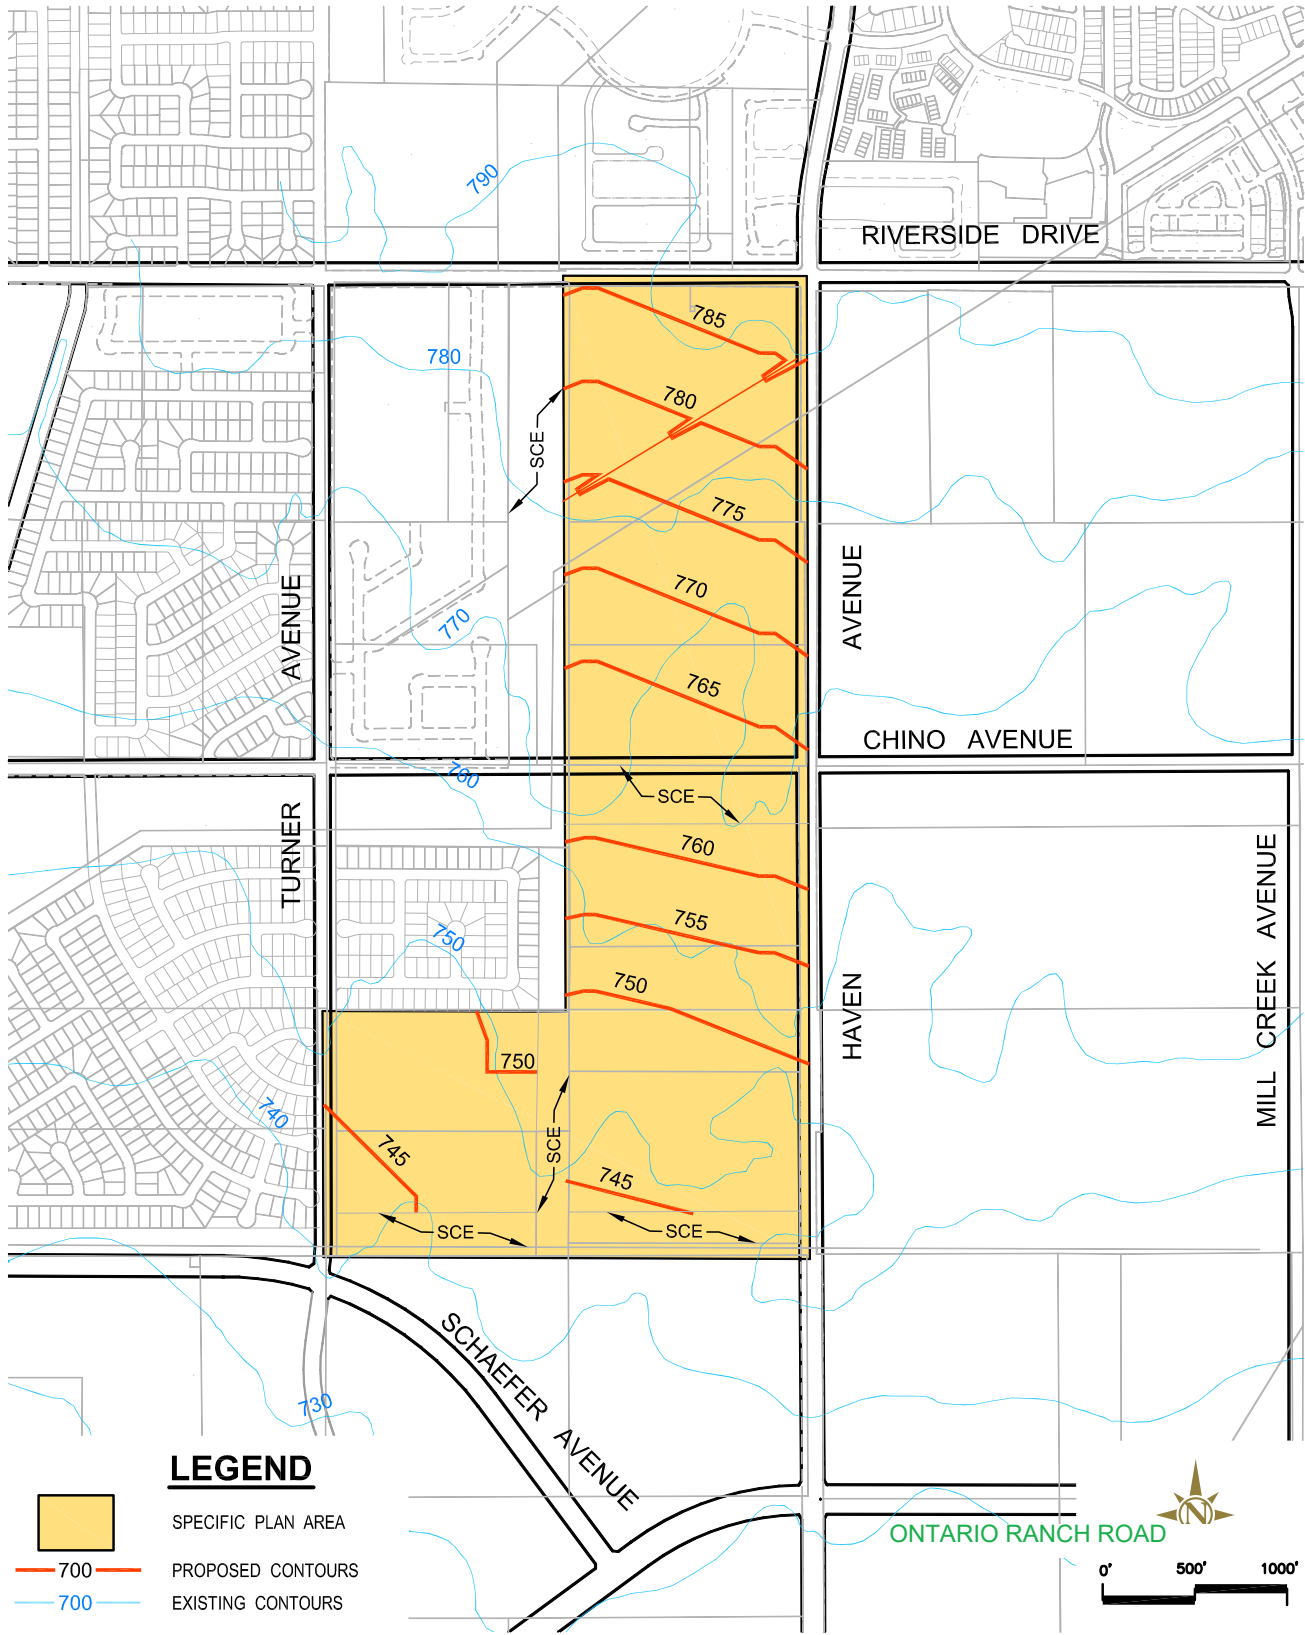 790
RIVERSIDE DRIVE
785
780
780
SCE
775
AVENUE
AVENUE
770
770
765
CHINO AVENUE
760
SCE
TURNER
760
MILL CREEK AVENUE
755
750
750
HAVEN
750
740
745
SCE
745
SCE
SCE
SCHAEFER AVENUE
730
LEGEND
SPECIFIC PLAN AREA
700
PROPOSED CONTOURS
700
EXISTING CONTOURS
N
ONTARIO RANCH ROAD
0' 500' 1000'